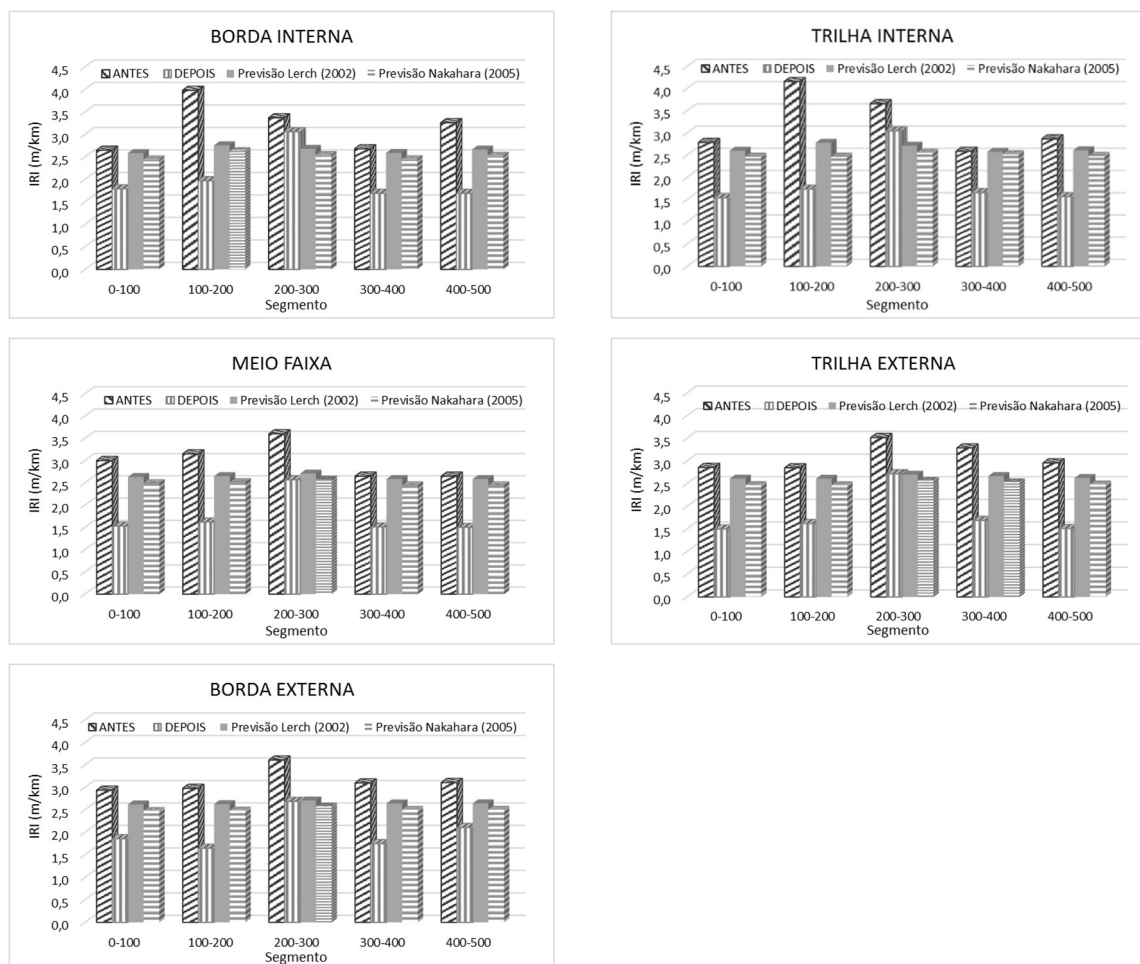 BORDA INTERNA
ANTES DEPOIS Previsão Lerch (2002) Previsão Nakahara (2005)
4,5
4,0
3,5
3,0
2,5
2,0
1,5
1,0
0,5
0,0
IRI (m/km)
0-100 100-200 200-300 300-400 400-500
Segmento
TRILHA INTERNA
ANTES DEPOIS Previsão Lerch (2002) Previsão Nakahara (2005)
4,5
4,0
3,5
3,0
2,5
2,0
1,5
1,0
0,5
0,0
IRI (m/km)
0-100 100-200 200-300 300-400 400-500
Segmento
MEIO FAIXA
ANTES DEPOIS Previsão Lerch (2002) Previsão Nakahara (2005)
4,5
4,0
3,5
3,0
2,5
2,0
1,5
1,0
0,5
0,0
IRI (m/km)
0-100 100-200 200-300 300-400 400-500
Segmento
TRILHA EXTERNA
ANTES DEPOIS Previsão Lerch (2002) Previsão Nakahara (2005)
4,5
4,0
3,5
3,0
2,5
2,0
1,5
1,0
0,5
0,0
IRI (m/km)
0-100 100-200 200-300 300-400 400-500
Segmento
BORDA EXTERNA
ANTES DEPOIS Previsão Lerch (2002) Previsão Nakahara (2005)
4,5
4,0
3,5
3,0
2,5
2,0
1,5
1,0
0,5
0,0
IRI (m/km)
0-100 100-200 200-300 300-400 400-500
Segmento